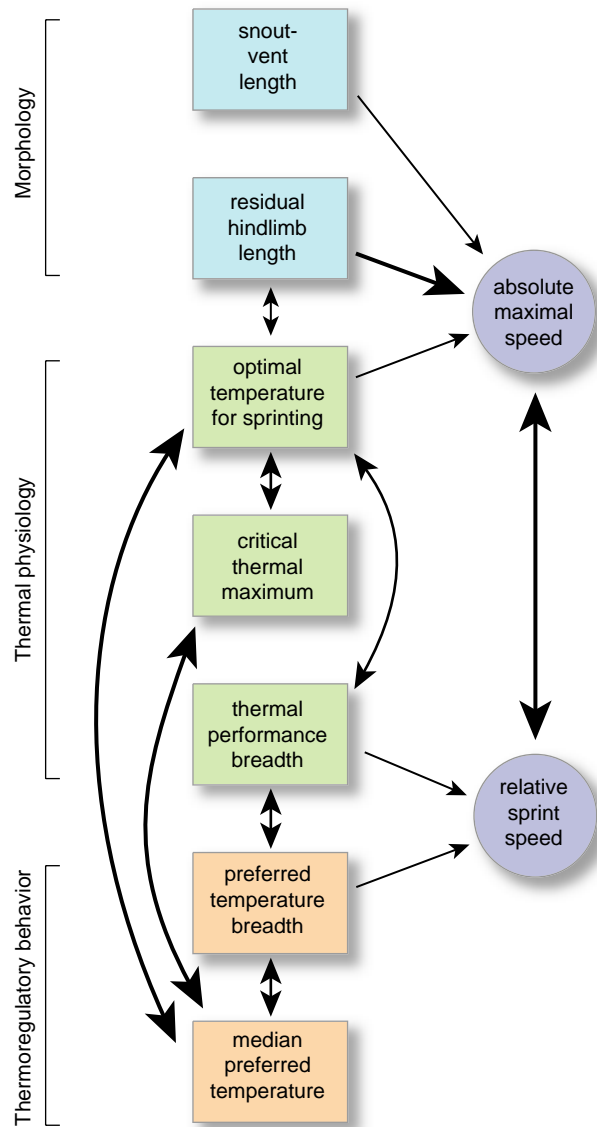 Morphology
snout-
vent
length
residual
hindlimb
length
absolute
maximal
speed
Thermal physiology
optimal
temperature
for sprinting
critical
thermal
maximum
thermal
performance
breadth
relative
sprint
speed
Thermoregulatory behavior
preferred
temperature
breadth
median
preferred
temperature